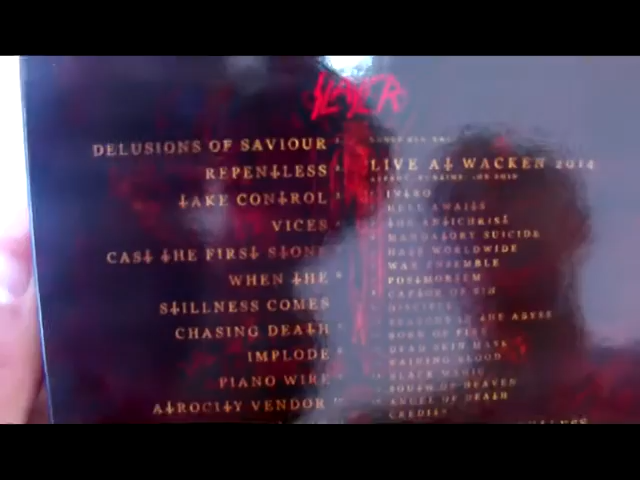 SLAYER
DELUSIONS OF SAVIOUR
REPENTLESS
TAKE CONTROL
VICES
CAST THE FIRST STONE
WHEN THE
STILLNESS COMES
CHASING DEATH
IMPLODE
PIANO WIRE
ATROCITY VENDOR
LIVE AT WACKEN 2014
INTRO
HELL AWAITS
THE ANTICHRIST
MANDATORY SUICIDE
HATE WORLDWIDE
WAR ENSEMBLE
POSTMORTEM
CAPTOR OF SIN
THE ABYSS
BORN OF FIRE
DEAD SKIN MASK
RAINING BLOOD
BLACK MAGIC
SOUTH OF HEAVEN
ANGEL OF DEATH
CREDITS